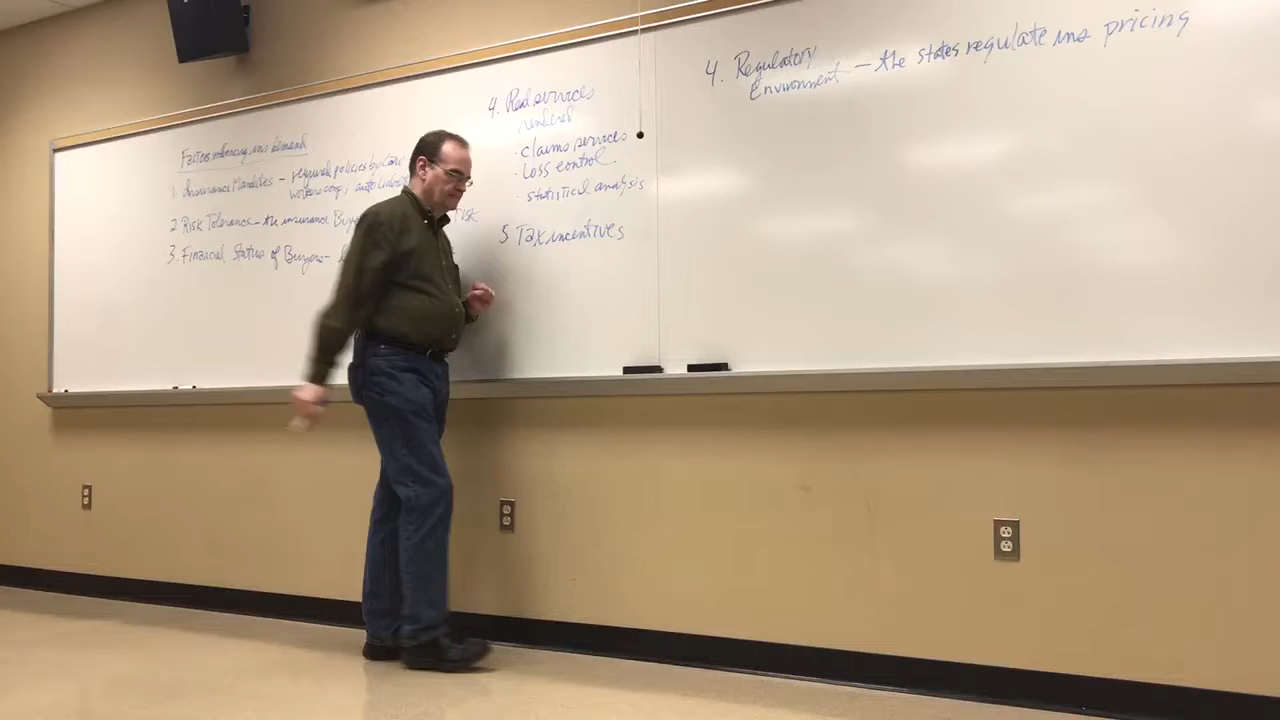 Factors influencing ins demand
1. Insurance Mandates - required policies by law
workers comp, auto
2. Risk Tolerance - the insurance
risk
3. Financial Status of Buyers -
4. Real services
rendered
· claims services
· Loss control
· statistical analysis
5 Tax incentives
4. Regulatory
Environment - the states regulate ins pricing